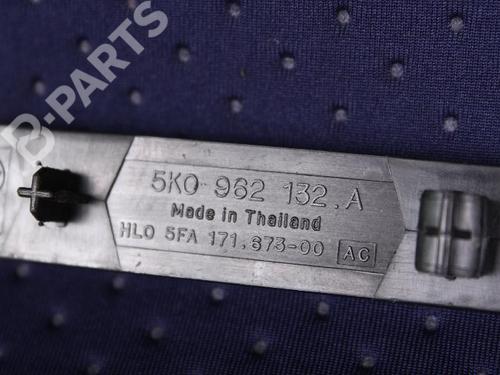 B-PARTS
5K0 962 132.A
Made in Thailand
HLO 5FA 171.673-00 AC